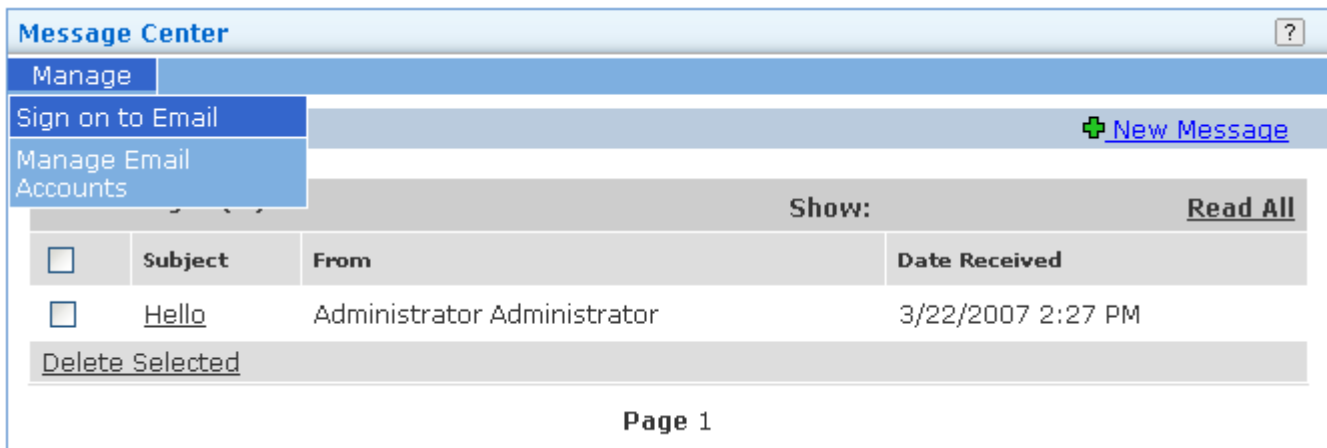 Message Center ?
Manage
Sign on to Email
New Message
Manage Email
Accounts
Show: Read All
Subject From Date Received
Hello Administrator Administrator 3/22/2007 2:27 PM
Delete Selected
Page 1